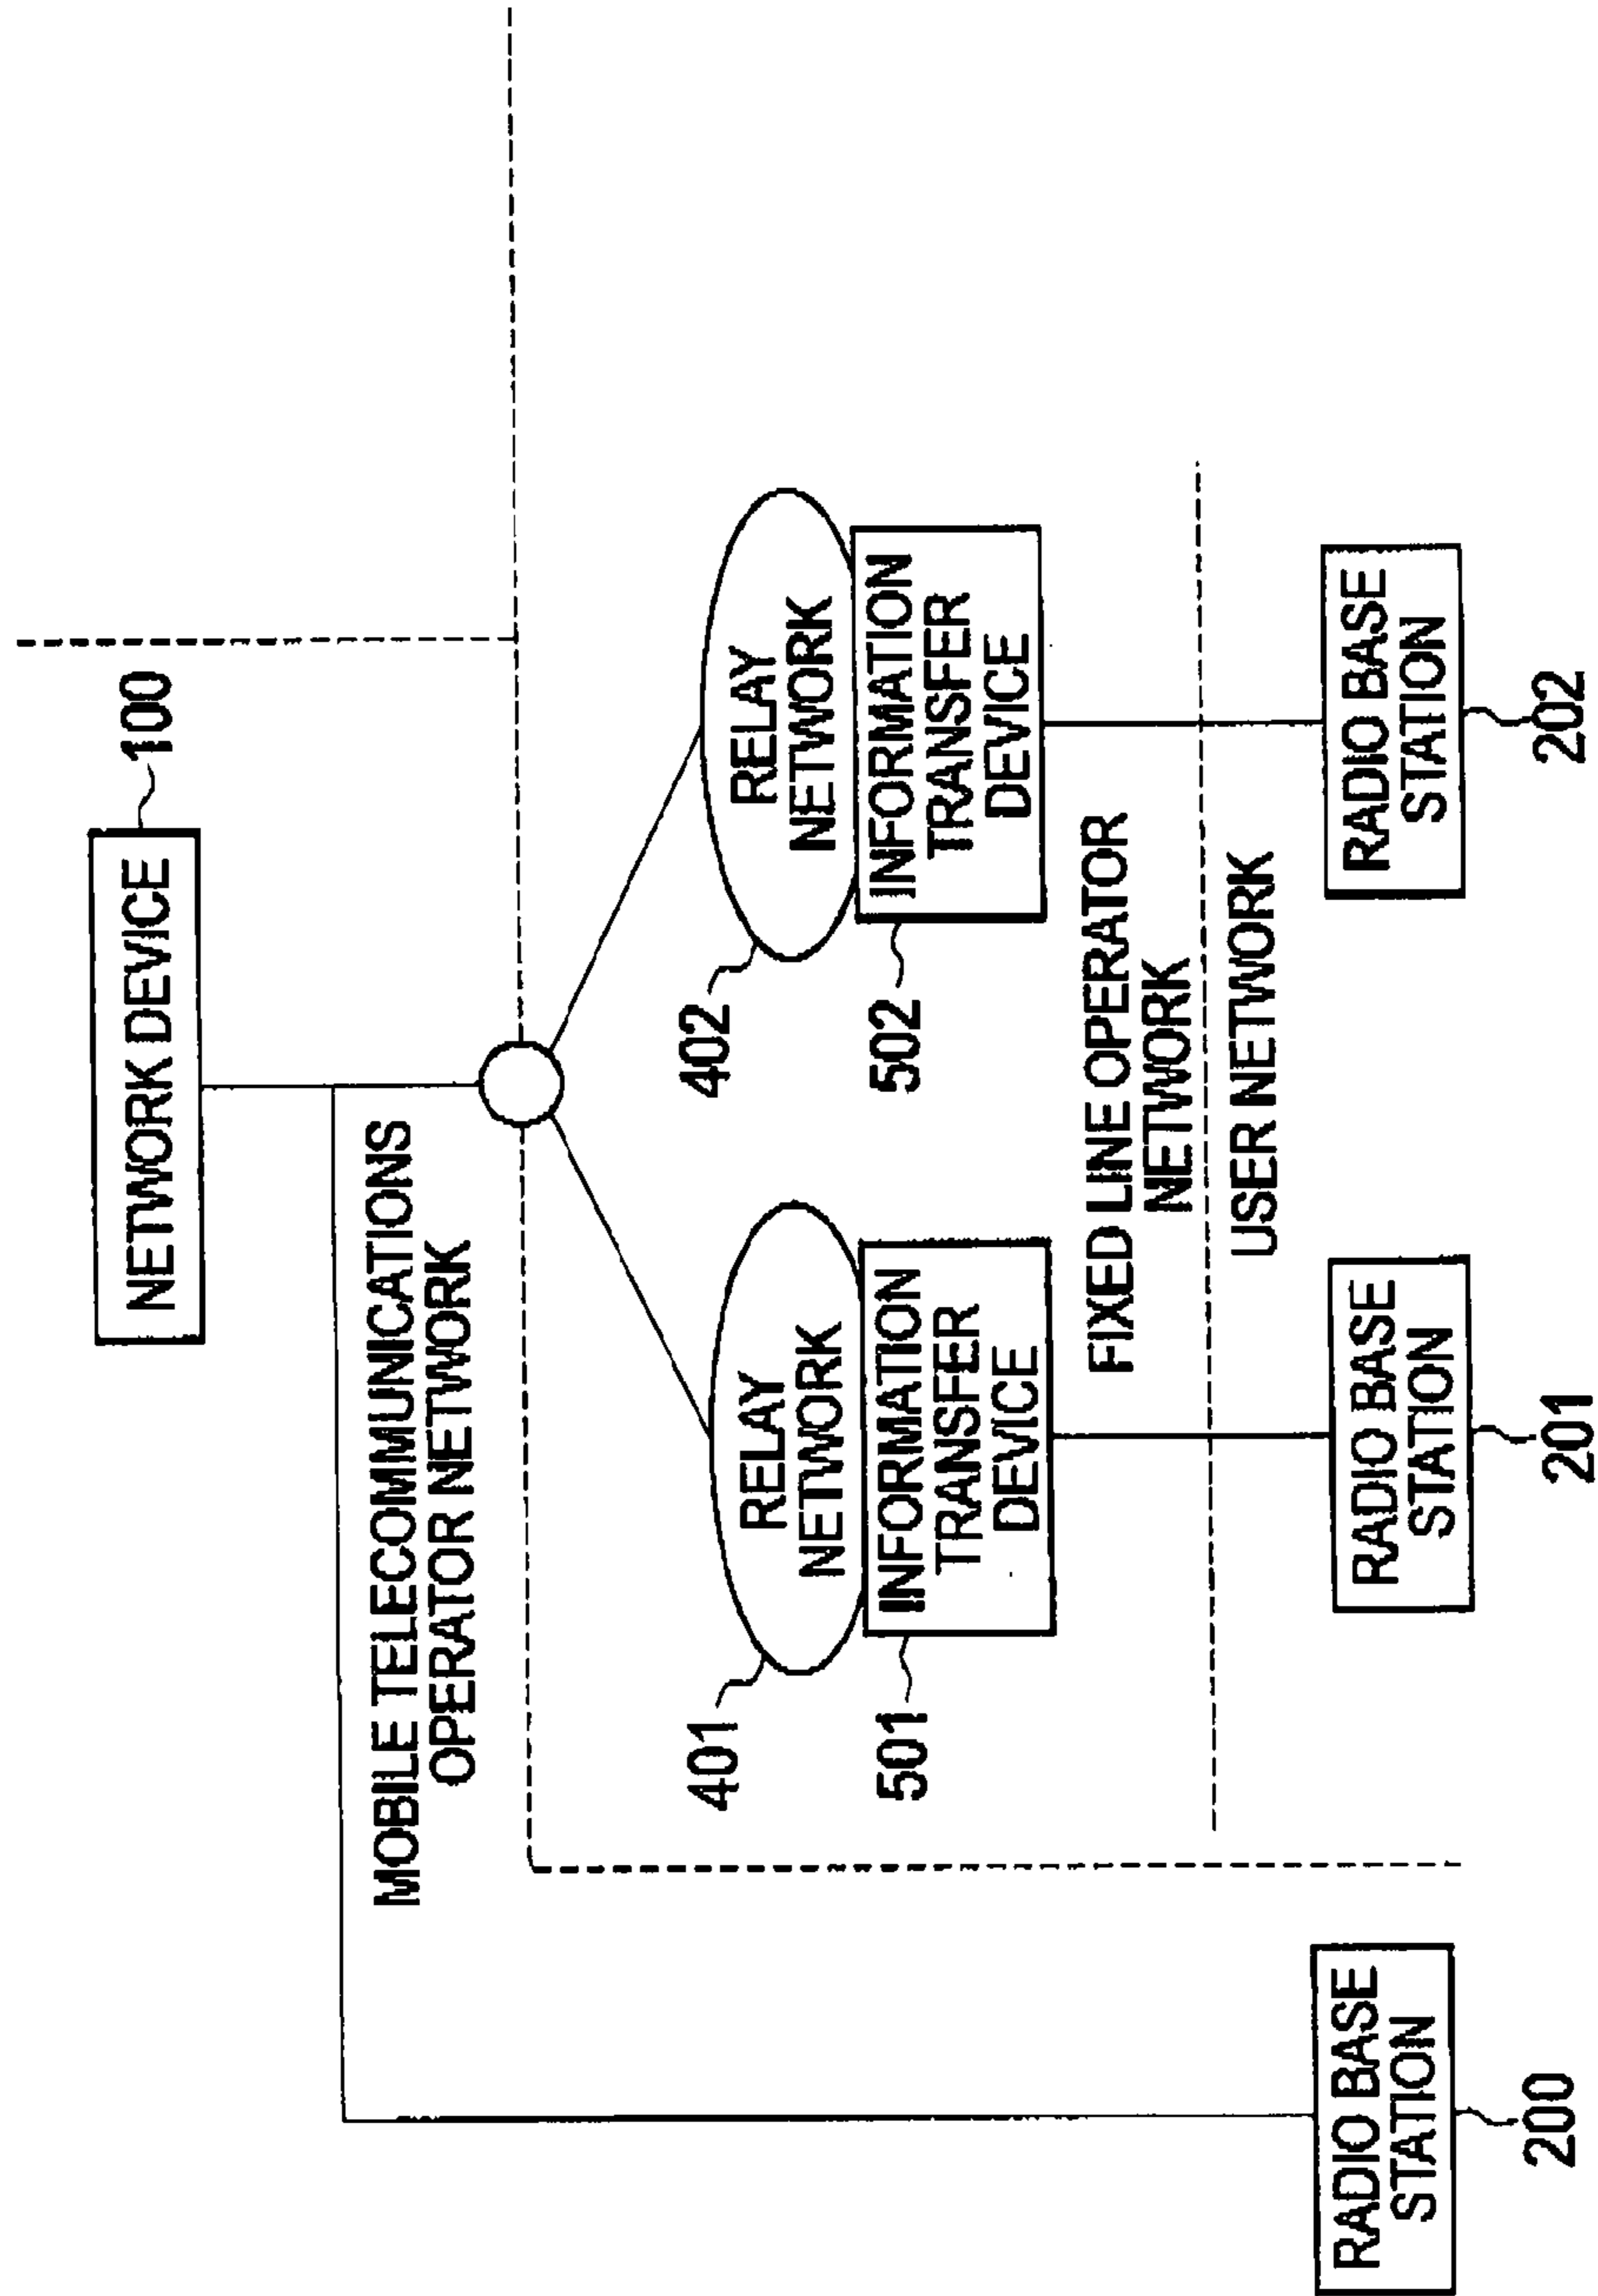 NETWORK DEVICE
100
MOBILE TELECOMMUNICATIONS
OPERATOR NETWORK
RELAY
NETWORK
401
INFORMATION
TRANSFER
DEVICE
501
RELAY
NETWORK
402
INFORMATION
TRANSFER
DEVICE
502
FIXED LINE OPERATOR
NETWORK
USER NETWORK
RADIO BASE
STATION
200
RADIO BASE
STATION
201
RADIO BASE
STATION
202